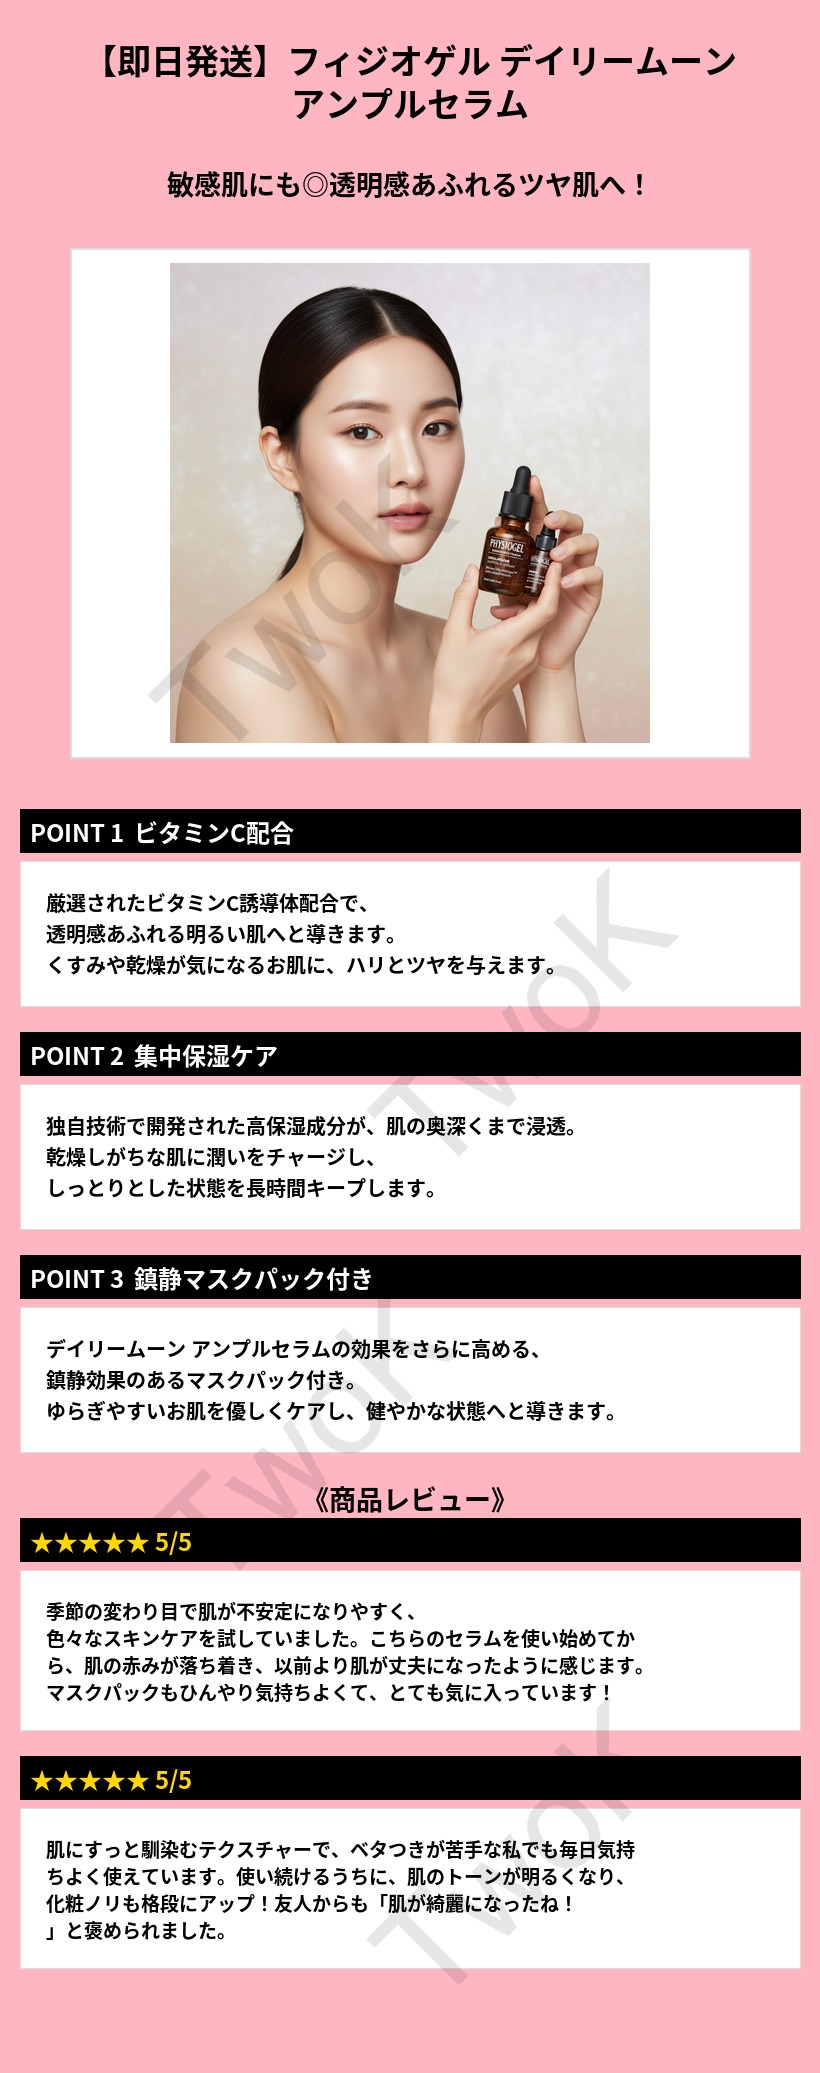 【即日発送】フィジオゲル デイリームーン
アンプルセラム
敏感肌にも◎透明感あふれるツヤ肌へ！
PHYSIOGEL
POINT 1 ビタミンC配合
厳選されたビタミンC誘導体配合で、
透明感あふれる明るい肌へと導きます。
くすみや乾燥が気になるお肌に、ハリとツヤを与えます。
POINT 2 集中保湿ケア
独自技術で開発された高保湿成分が、肌の奥深くまで浸透。
乾燥しがちな肌に潤いをチャージし、
しっとりとした状態を長時間キープします。
POINT 3 鎮静マスクパック付き
デイリームーン アンプルセラムの効果をさらに高める、
鎮静効果のあるマスクパック付き。
ゆらぎやすいお肌を優しくケアし、健やかな状態へと導きます。
《商品レビュー》
★★★★★ 5/5
季節の変わり目で肌が不安定になりやすく、
色々なスキンケアを試していました。こちらのセラムを使い始めてか
ら、肌の赤みが落ち着き、以前より肌が丈夫になったように感じます。
マスクパックもひんやり気持ちよくて、とても気に入っています！
★★★★★ 5/5
肌にすっと馴染むテクスチャーで、ベタつきが苦手な私でも毎日気持
ちよく使えています。使い続けるうちに、肌のトーンが明るくなり、
化粧ノリも格段にアップ！友人からも「肌が綺麗になったね！
」と褒められました。
TwoK
TwoK
TwoK
TwoK